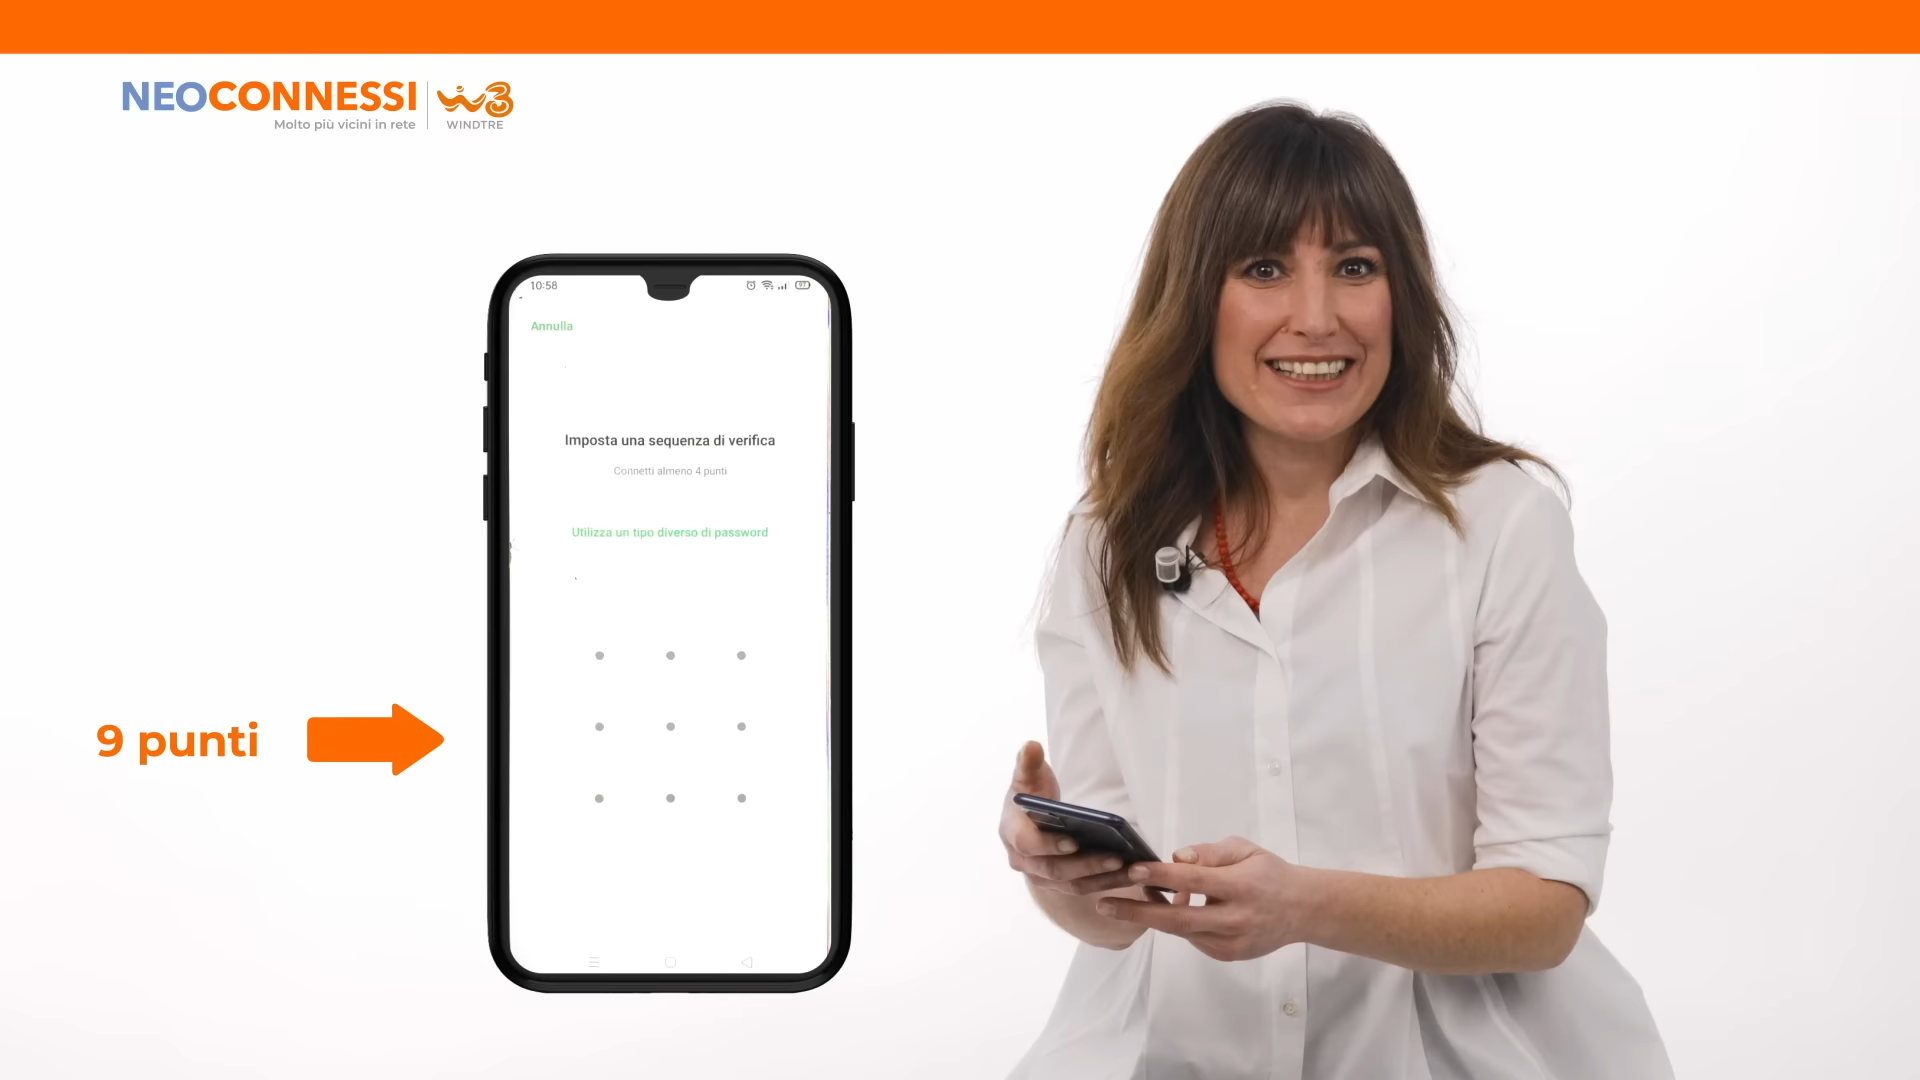 NEOCONNESSI
Molto più vicini in rete
WINDTRE
10:58
97
Annulla
Imposta una sequenza di verifica
Connetti almeno 4 punti
Utilizza un tipo diverso di password
9 punti